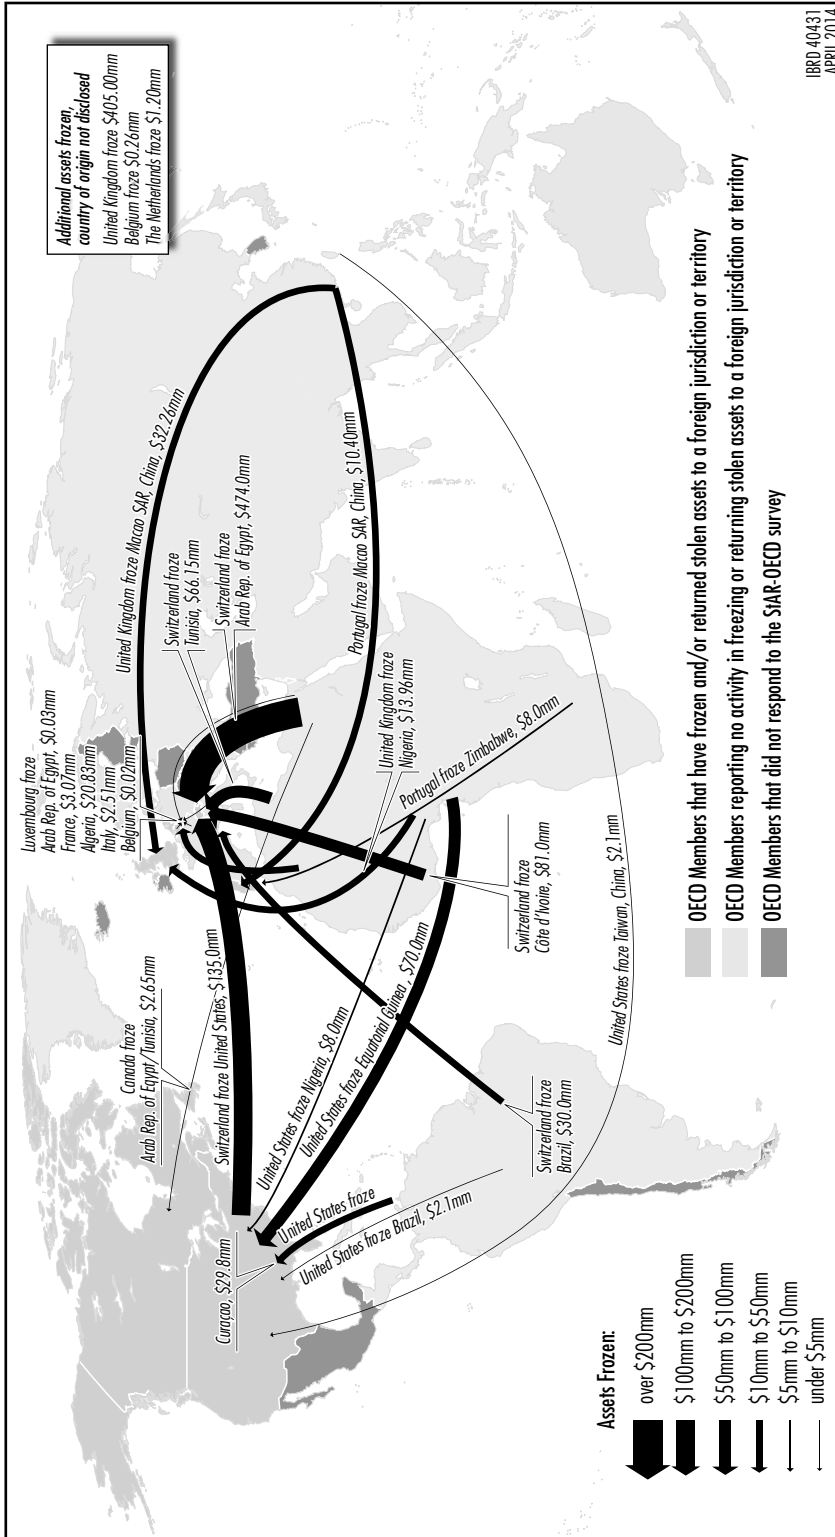 Additional assets frozen,
country of origin not disclosed
United Kingdom froze $405.00mm
Belgium froze $0.26mm
The Netherlands froze $1.20mm
Luxembourg froze
Arab Rep. of Egypt, $0.03mm
France, $3.07mm
Algeria, $20.83mm
Italy, $2.51mm
Belgium, $0.02mm
United Kingdom froze Macao SAR, China, $32.26mm
Switzerland froze
Tunisia, $66.15mm
Switzerland froze
Arab Rep. of Egypt, $474.0mm
Portugal froze Macao SAR, China, $10.40mm
Canada froze
Arab Rep. of Egypt/Tunisia, $2.65mm
Switzerland froze United States, $135.0mm
United Kingdom froze
Nigeria, $13.96mm
Portugal froze Zimbabwe, $8.0mm
United States froze Nigeria, $8.0mm
United States froze Equatorial Guinea, $70.0mm
Switzerland froze
Côte d'Ivoire, $81.0mm
United States froze
Curaçao, $29.8mm
United States froze Brazil, $2.1mm
Switzerland froze
Brazil, $30.0mm
United States froze Taiwan, China, $2.1mm
Assets Frozen:
over $200mm
$100mm to $200mm
$50mm to $100mm
$10mm to $50mm
$5mm to $10mm
under $5mm
OECD Members that have frozen and/or returned stolen assets to a foreign jurisdiction or territory
OECD Members reporting no activity in freezing or returning stolen assets to a foreign jurisdiction or territory
OECD Members that did not respond to the StAR-OECD survey
IBRD 40431
APRIL 2014